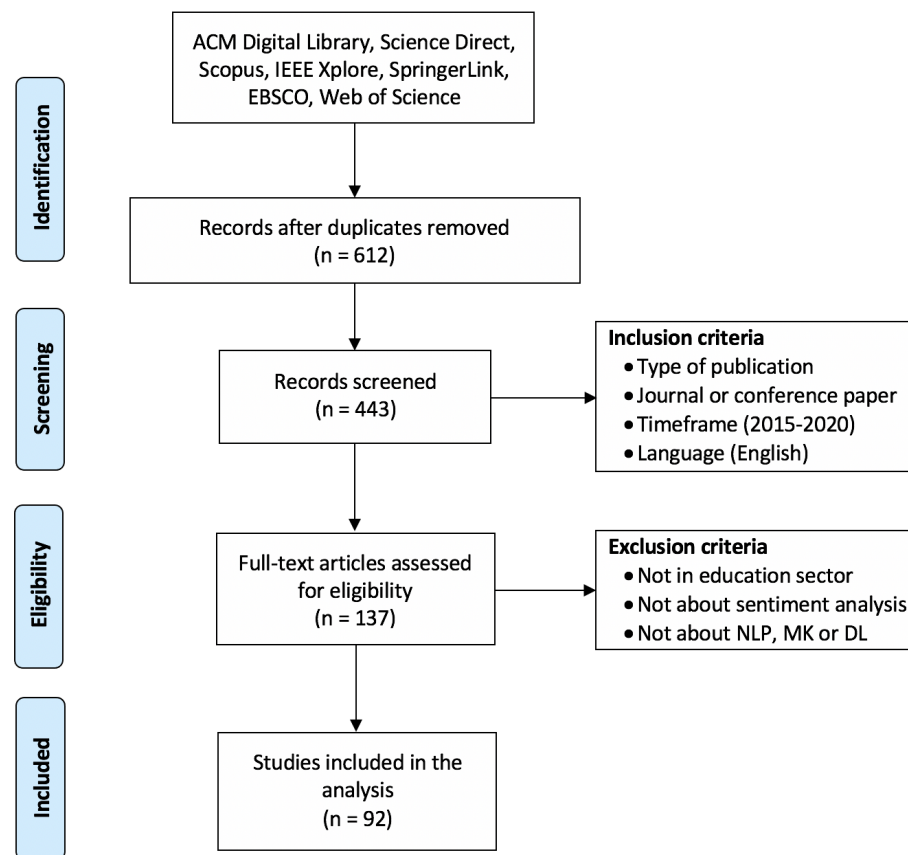 ACM Digital Library, Science Direct,
Scopus, IEEE Xplore, SpringerLink,
EBSCO, Web of Science
Identification
Records after duplicates removed
(n = 612)
Screening
Records screened
(n = 443)
Inclusion criteria
• Type of publication
• Journal or conference paper
• Timeframe (2015-2020)
• Language (English)
Eligibility
Full-text articles assessed
for eligibility
(n = 137)
Exclusion criteria
• Not in education sector
• Not about sentiment analysis
• Not about NLP, MK or DL
Included
Studies included in the
analysis
(n = 92)